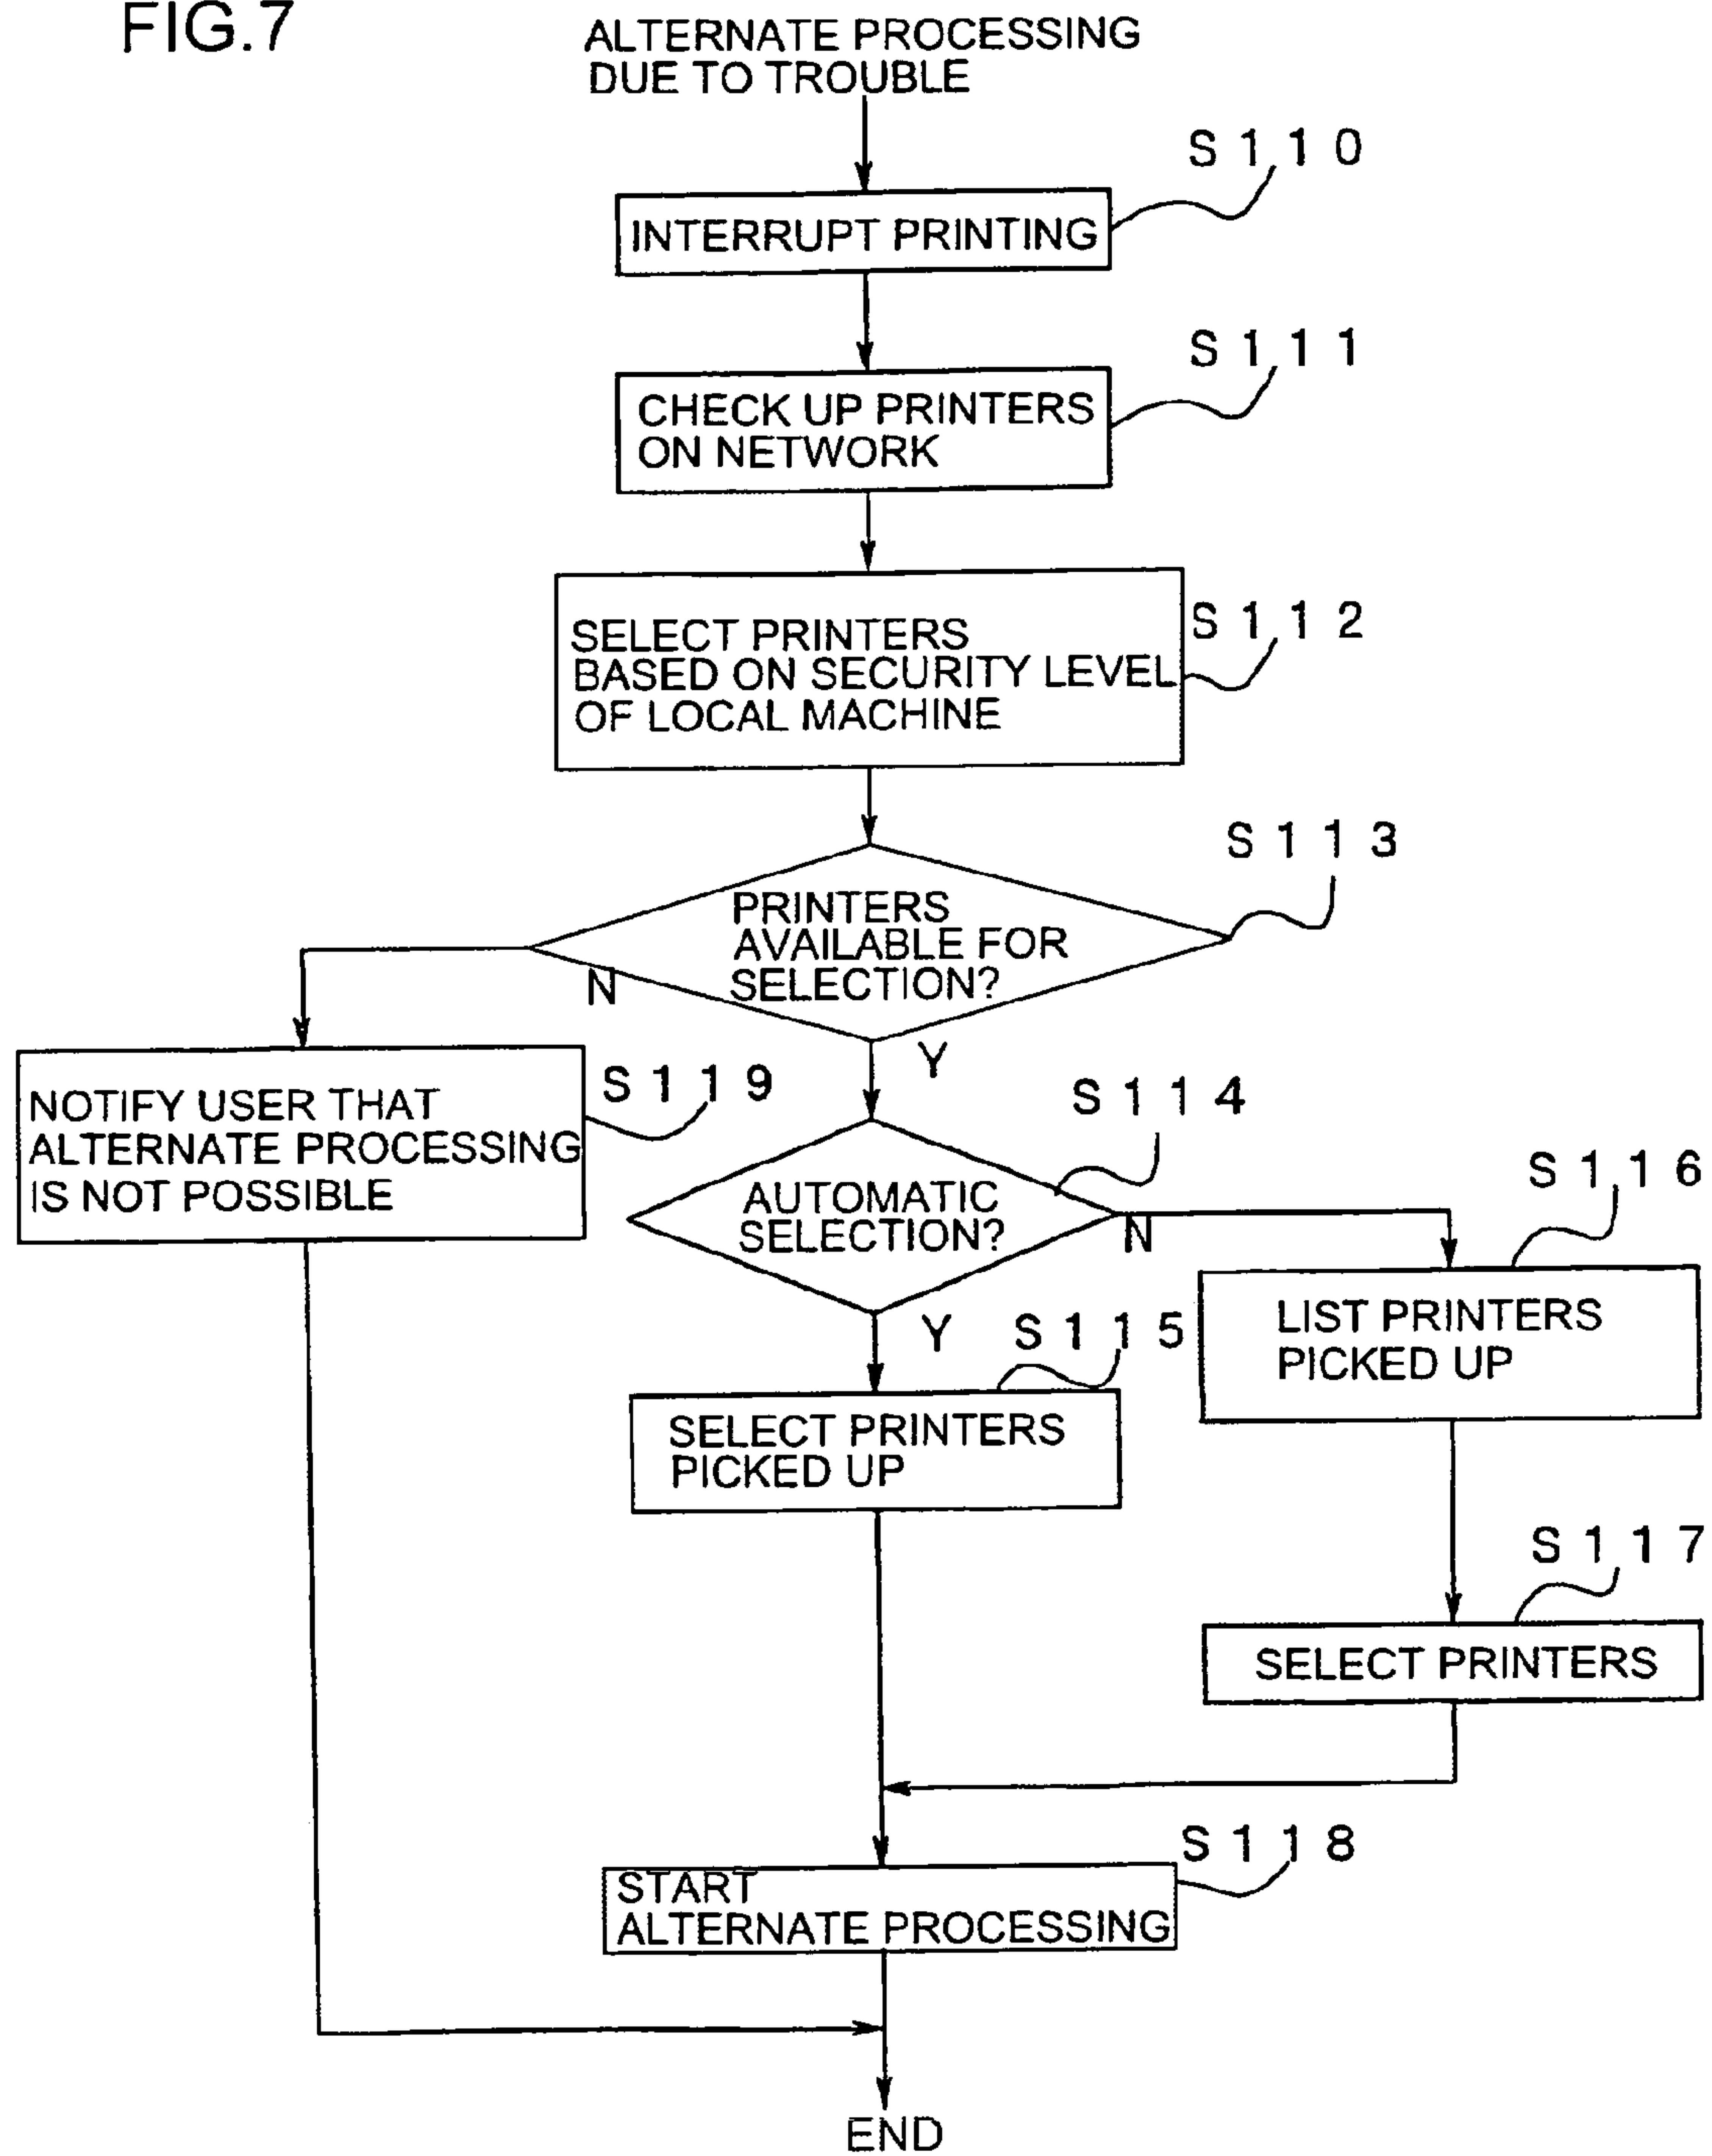 FIG.7
ALTERNATE PROCESSING
DUE TO TROUBLE
S110
INTERRUPT PRINTING
S111
CHECK UP PRINTERS
ON NETWORK
S112
SELECT PRINTERS
BASED ON SECURITY LEVEL
OF LOCAL MACHINE
S113
PRINTERS
AVAILABLE FOR
SELECTION?
N
Y
S119
NOTIFY USER THAT
ALTERNATE PROCESSING
IS NOT POSSIBLE
S114
AUTOMATIC
SELECTION?
N
Y
S116
LIST PRINTERS
PICKED UP
S115
SELECT PRINTERS
PICKED UP
S117
SELECT PRINTERS
S118
START
ALTERNATE PROCESSING
END